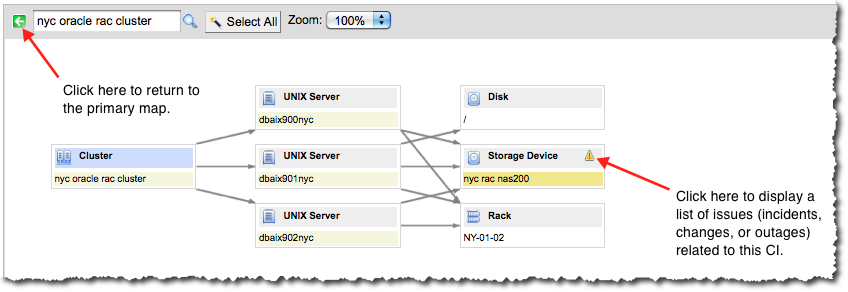 nyc oracle rac cluster
Select All
Zoom: 100%
Click here to return to
the primary map.
UNIX Server
dbaix900nyc
Disk
/
Cluster
nyc oracle rac cluster
UNIX Server
dbaix901nyc
Storage Device
nyc rac nas200
UNIX Server
dbaix902nyc
Rack
NY-01-02
Click here to display a
list of issues (incidents,
changes, or outages)
related to this CI.